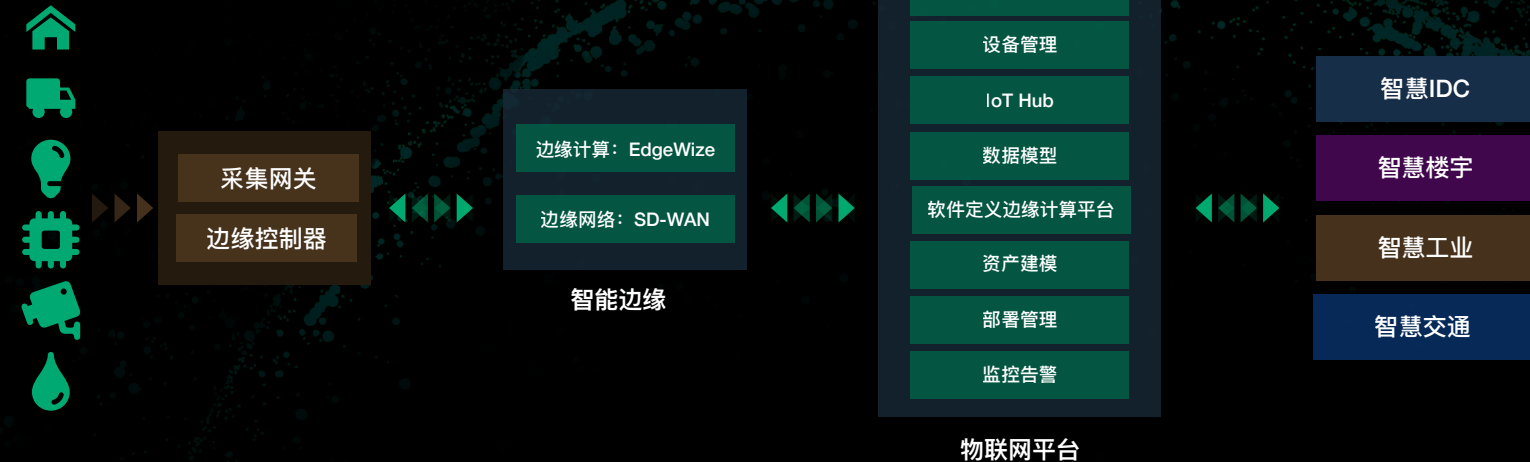 采集网关
边缘控制器
边缘计算：EdgeWize
边缘网络：SD-WAN
智能边缘
设备管理
IoT Hub
数据模型
软件定义边缘计算平台
资产建模
部署管理
监控告警
物联网平台
智慧IDC
智慧楼宇
智慧工业
智慧交通